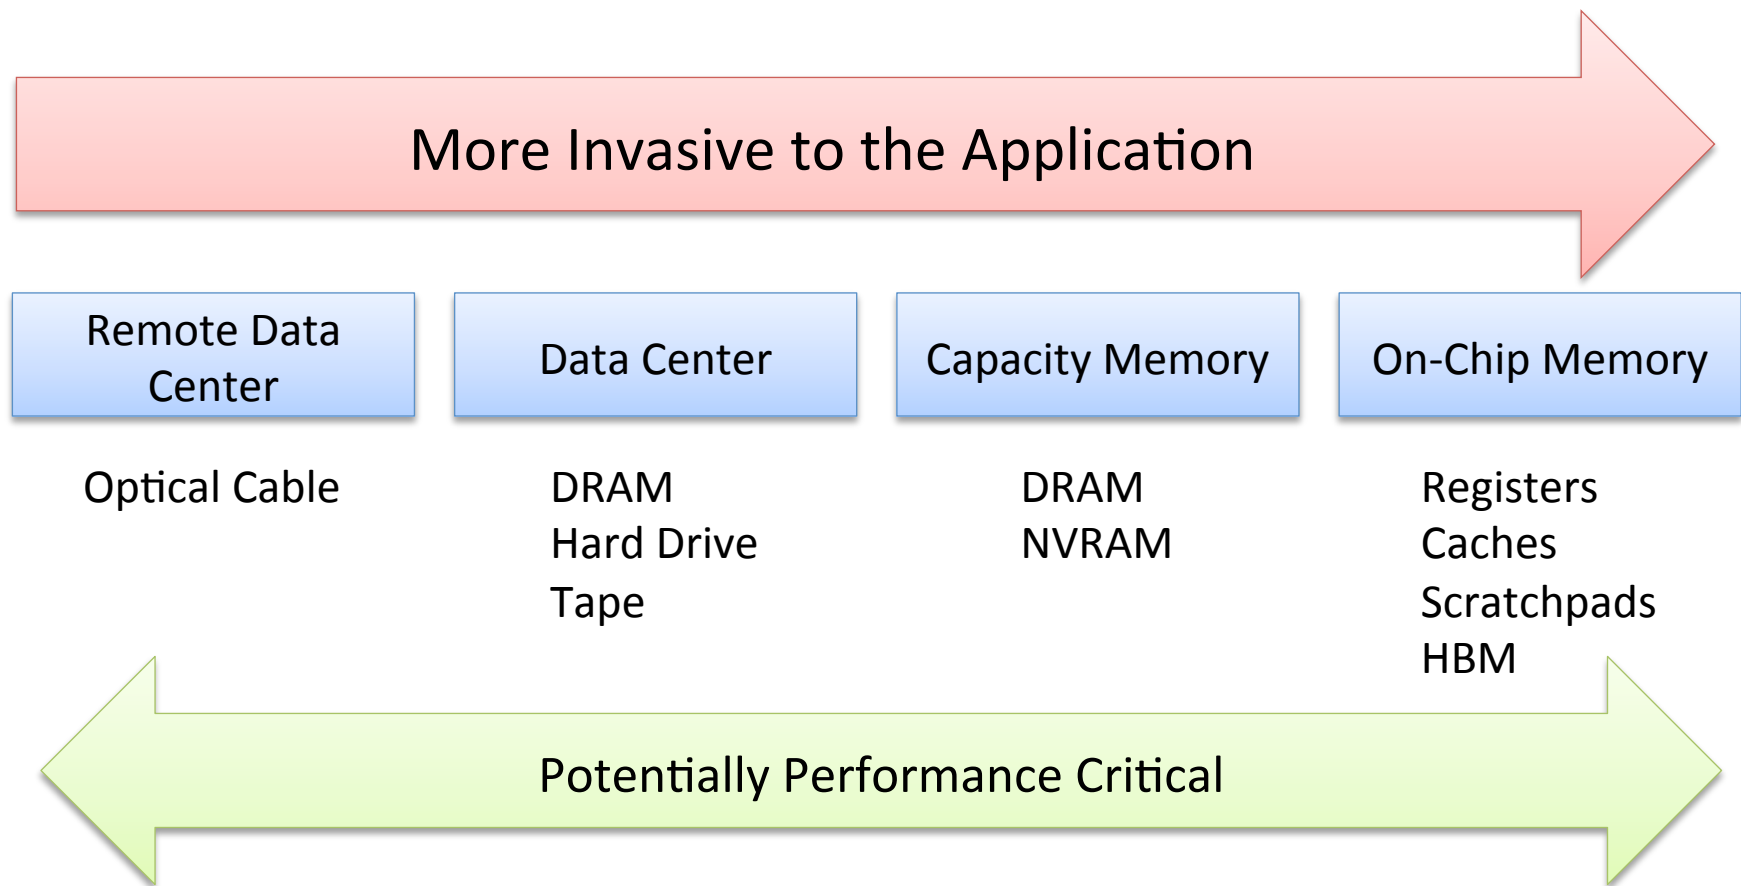 More Invasive to the Application
Remote Data
Center
Data Center
Capacity Memory
On-Chip Memory
Optical Cable
DRAM
Hard Drive
Tape
DRAM
NVRAM
Registers
Caches
Scratchpads
HBM
Potentially Performance Critical